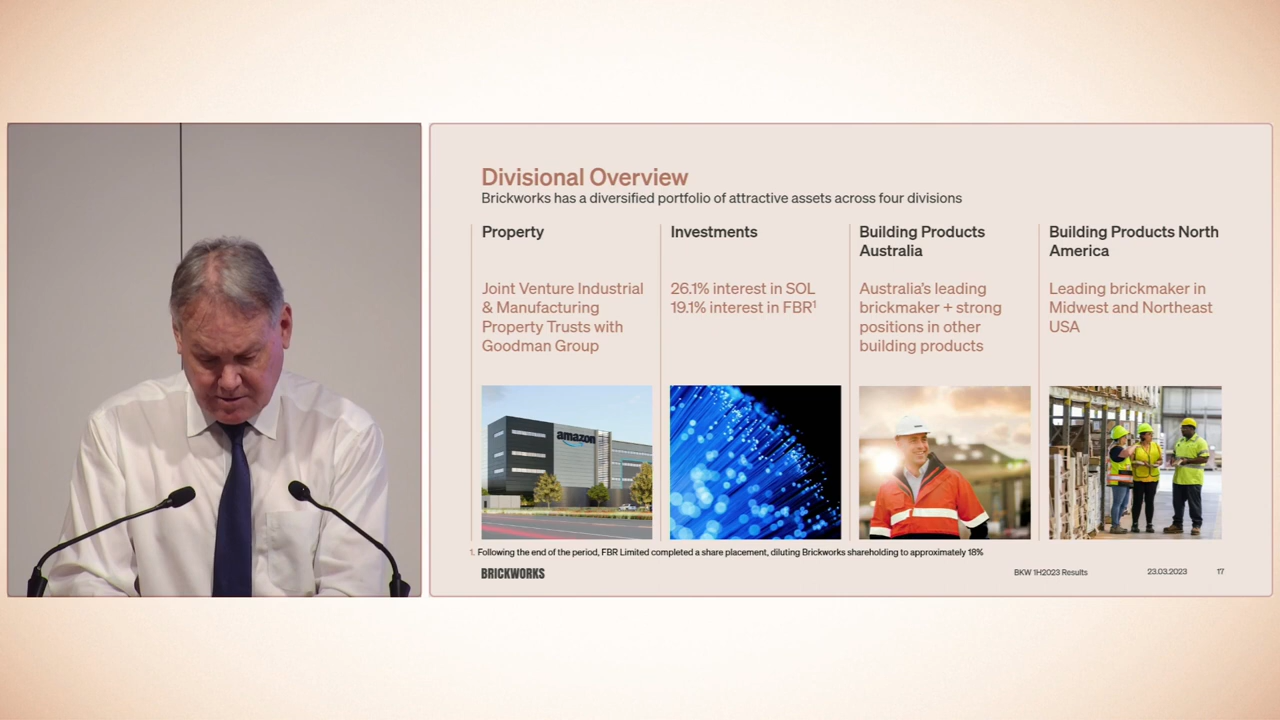 Divisional Overview
Brickworks has a diversified portfolio of attractive assets across four divisions
Property
Joint Venture Industrial
& Manufacturing
Property Trusts with
Goodman Group
amazon
Investments
26.1% interest in SOL
19.1% interest in FBR¹
Building Products
Australia
Australia's leading
brickmaker + strong
positions in other
building products
Building Products North
America
Leading brickmaker in
Midwest and Northeast
USA
1. Following the end of the period, FBR Limited completed a share placement, diluting Brickworks shareholding to approximately 18%
BRICKWORKS
BKW 1H2023 Results
23.03.2023
17